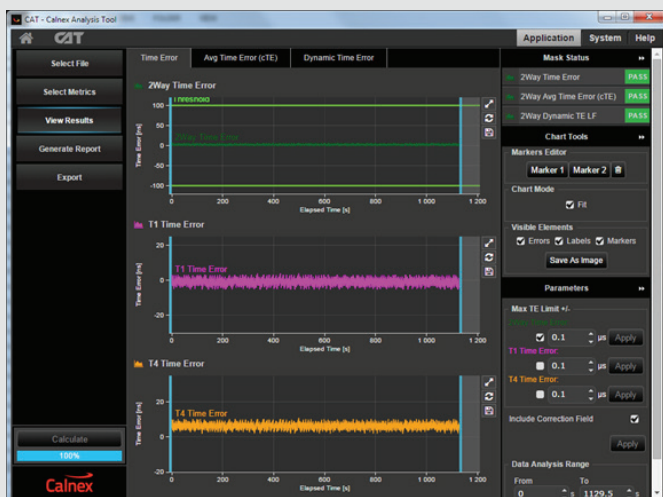 CAT - Calnex Analysis Tool
CAT
Application System Help
Select File
Select Metrics
View Results
Generate Report
Export
Calculate
100%
Calnex
Time Error Avg Time Error (cTE) Dynamic Time Error
2Way Time Error
Time Error [ns]
100
50
0
-50
-100
Threshold
2Way Time Error
0 200 400 600 800 1 000 1 200
Elapsed Time [s]
T1 Time Error
Time Error [ns]
20
0
-20
T1 Time Error
0 200 400 600 800 1 000 1 200
Elapsed Time [s]
T4 Time Error
Time Error [ns]
20
0
-20
T4 Time Error
0 200 400 600 800 1 000 1 200
Elapsed Time [s]
Mask Status
2Way Time Error PASS
2Way Avg Time Error (cTE) PASS
2Way Dynamic TE LF PASS
Chart Tools
Markers Editor
Marker 1 Marker 2
Chart Mode
Fit
Visible Elements
Errors Labels Markers
Save As Image
Parameters
Max TE Limit +/-
0.1 µs Apply
T1 Time Error:
0.1 µs Apply
T4 Time Error:
0.1 µs Apply
Include Correction Field
Apply
Data Analysis Range
From To
0 1129.5 s